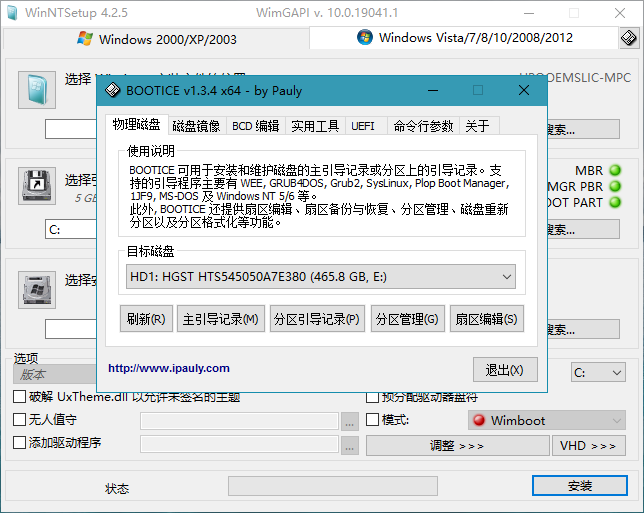 WinNTSetup 4.2.5
WimGAPI v. 10.0.19041.1
Windows 2000/XP/2003
Windows Vista/7/8/10/2008/2012
选择
BOOTICE v1.3.4 x64 - by Pauly
物理磁盘 磁盘镜像 BCD 编辑 实用工具 UEFI 命令行参数 关于
使用说明
BOOTICE 可用于安装和维护磁盘的主引导记录或分区上的引导记录。支
持的引导程序主要有 WEE, GRUB4DOS, Grub2, SysLinux, Plop Boot Manager,
1JF9, MS-DOS 及 Windows NT 5/6 等。
此外, BOOTICE 还提供扇区编辑、扇区备份与恢复、分区管理、磁盘重新
分区以及分区格式化等功能。
目标磁盘
HD1: HGST HTS545050A7E380 (465.8 GB, E:)
刷新(R) 主引导记录(M) 分区引导记录(P) 分区管理(G) 扇区编辑(S)
http://www.ipauly.com
退出(X)
搜索...
选择引
5 GB
MBR
MGR PBR
OOT PART
C:
搜索...
选择安
搜索...
选项
版本
C:
破解 UxTheme.dll 以允许未签名的主题
预分配驱动器盘符
无人值守
...
模式:
Wimboot
添加驱动程序
...
调整 >>>
VHD >>>
状态
安装